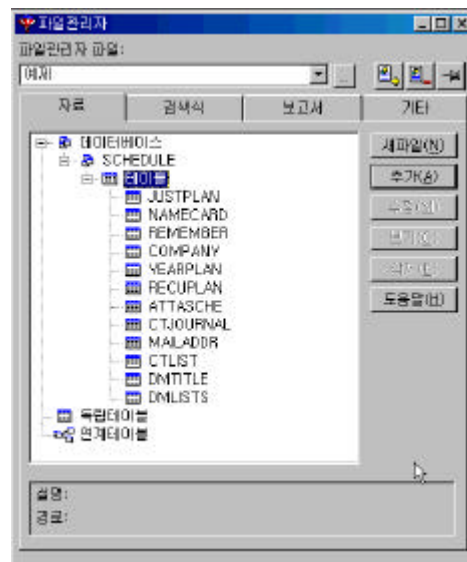 파일관리자
파일관리자 파일:
예제
자료 검색식 보고서 기타
데이터베이스
SCHEDULE
테이블
JUSTPLAN
NAMECARD
REMEMBER
COMPANY
YEARPLAN
RECUPLAN
ATTASCHE
CTJOURNAL
MAILADDR
CTLIST
DMTITLE
DMLISTS
독립테이블
연계테이블
새파일(N)
추가(A)
도움말(H)
설명:
경로: